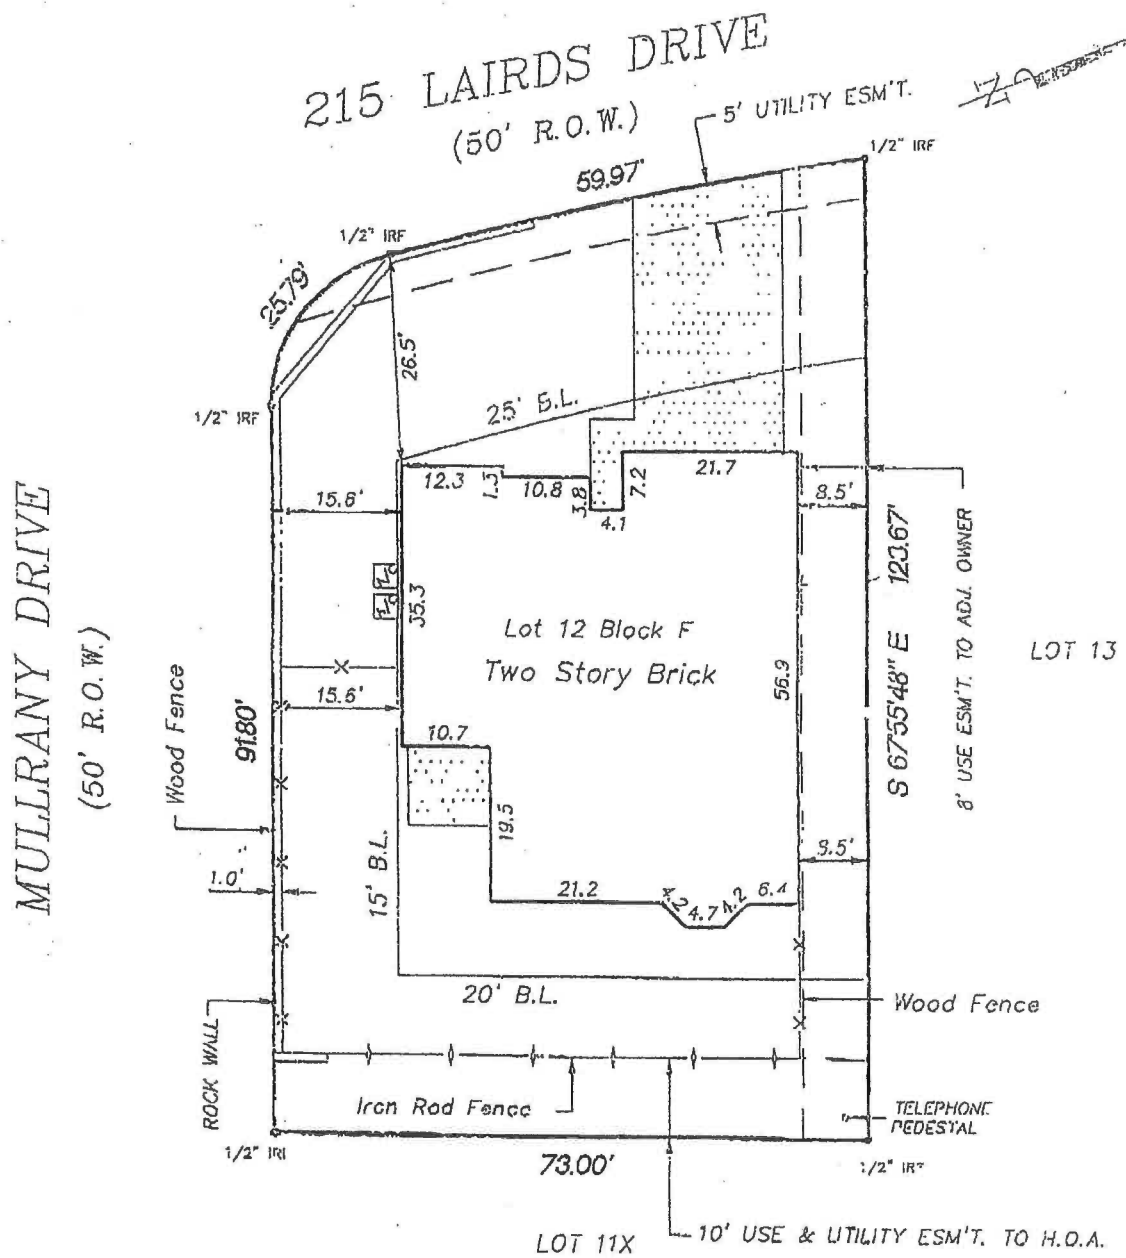 215 LAIRDS DRIVE
(50' R.O.W.)
5' UTILITY ESM'T.
N
1/2" IRF
59.97'
1/2" IRF
25.79'
26.5'
25' B.L.
1/2" IRF
12.3
1.3
10.8
3.8
4.1
7.2
21.7
15.6'
8.5'
35.3
Lot 12 Block F
Two Story Brick
56.9
S 67°55'48" E 123.67'
8' USE ESM'T. TO ADJ. OWNER
LOT 13
MULLRANY DRIVE
(50' R.O.W.)
Wood Fence
91.80'
15.6'
10.7
19.5
15' B.L.
1.0'
21.2
4.2
4.7
4.2
6.4
8.5'
20' B.L.
Wood Fence
ROCK WALL
Iron Rod Fence
TELEPHONE
PEDESTAL
1/2"
73.00'
1/2"
LOT 11X
10' USE & UTILITY ESM'T. TO H.O.A.